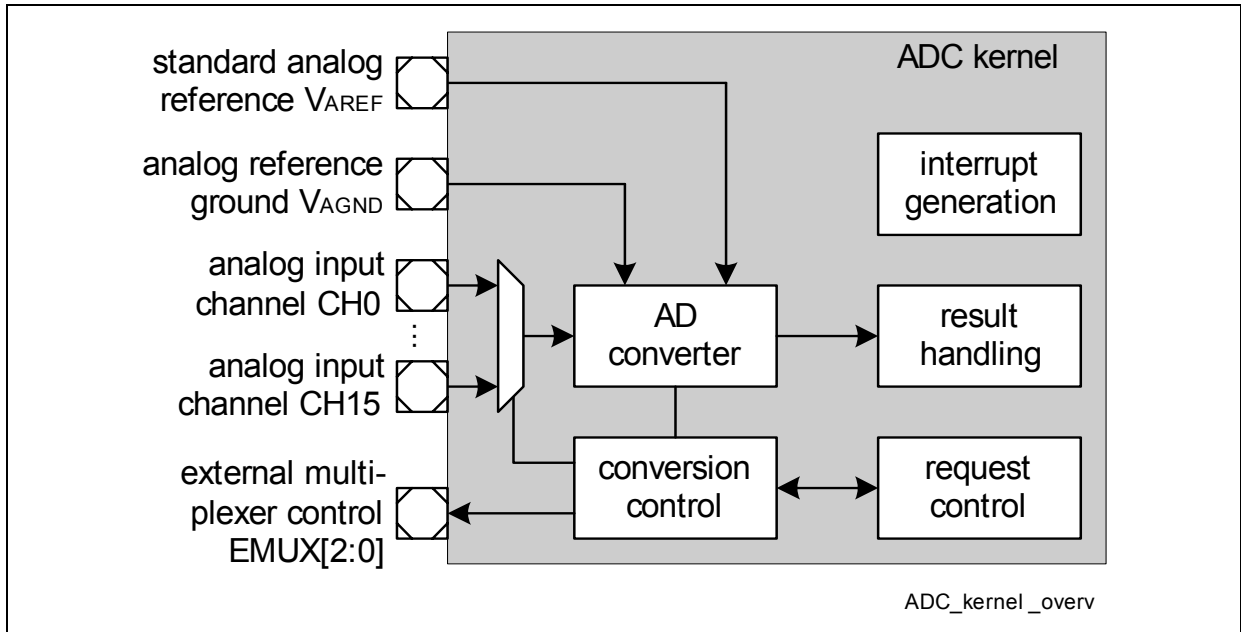 standard analog
reference VAREF
analog reference
ground VAGND
analog input
channel CH0
⋮
analog input
channel CH15
external multi-
plexer control
EMUX[2:0]
ADC kernel
interrupt
generation
AD
converter
result
handling
conversion
control
request
control
ADC_kernel _overv